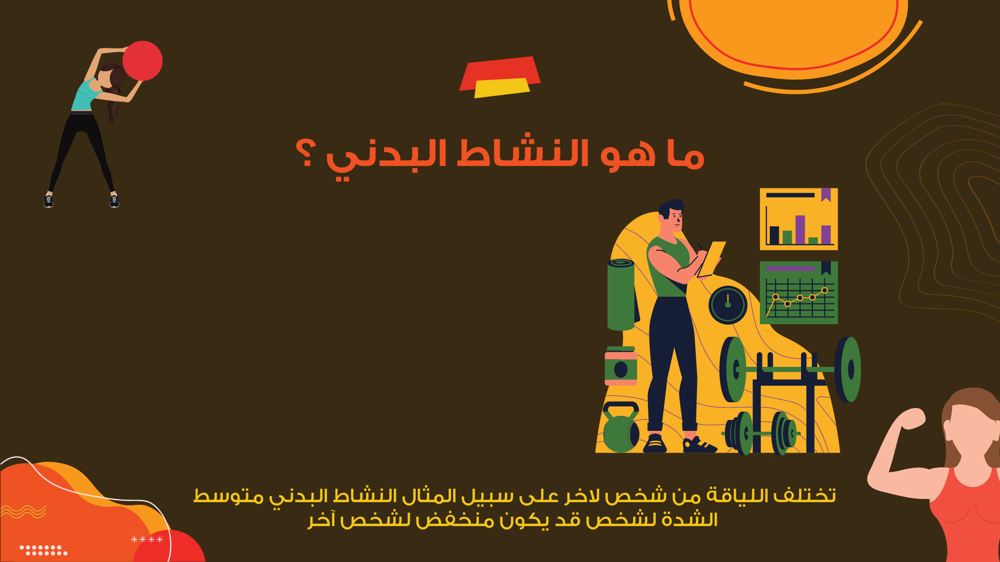 ما هو النشاط البدني ؟
تختلف اللياقة من شخص لاخر على سبيل المثال النشاط البدني متوسط
الشدة لشخص قد يكون منخفض لشخص آخر